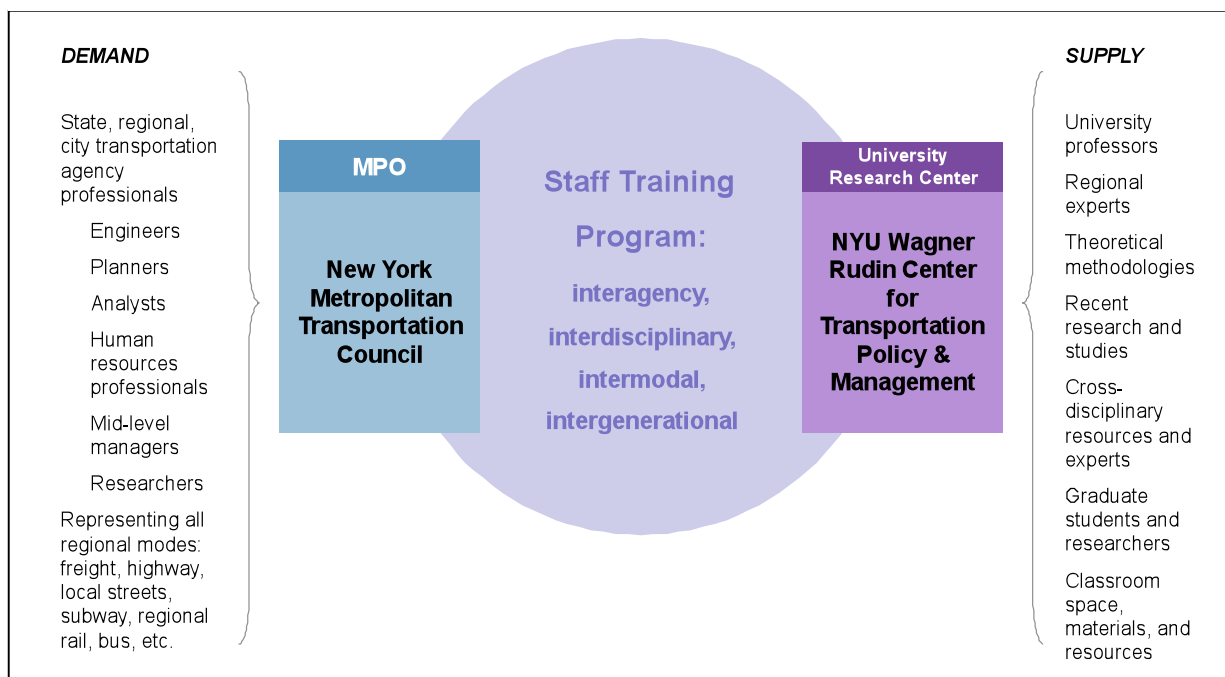 DEMAND
State, regional,
city transportation
agency
professionals
Engineers
Planners
Analysts
Human
resources
professionals
Mid-level
managers
Researchers
Representing all
regional modes:
freight, highway,
local streets,
subway, regional
rail, bus, etc.
MPO
New York
Metropolitan
Transportation
Council
Staff Training
Program:
interagency,
interdisciplinary,
intermodal,
intergenerational
University
Research Center
NYU Wagner
Rudin Center
for
Transportation
Policy &
Management
SUPPLY
University
professors
Regional
experts
Theoretical
methodologies
Recent
research and
studies
Cross-
disciplinary
resources and
experts
Graduate
students and
researchers
Classroom
space,
materials, and
resources